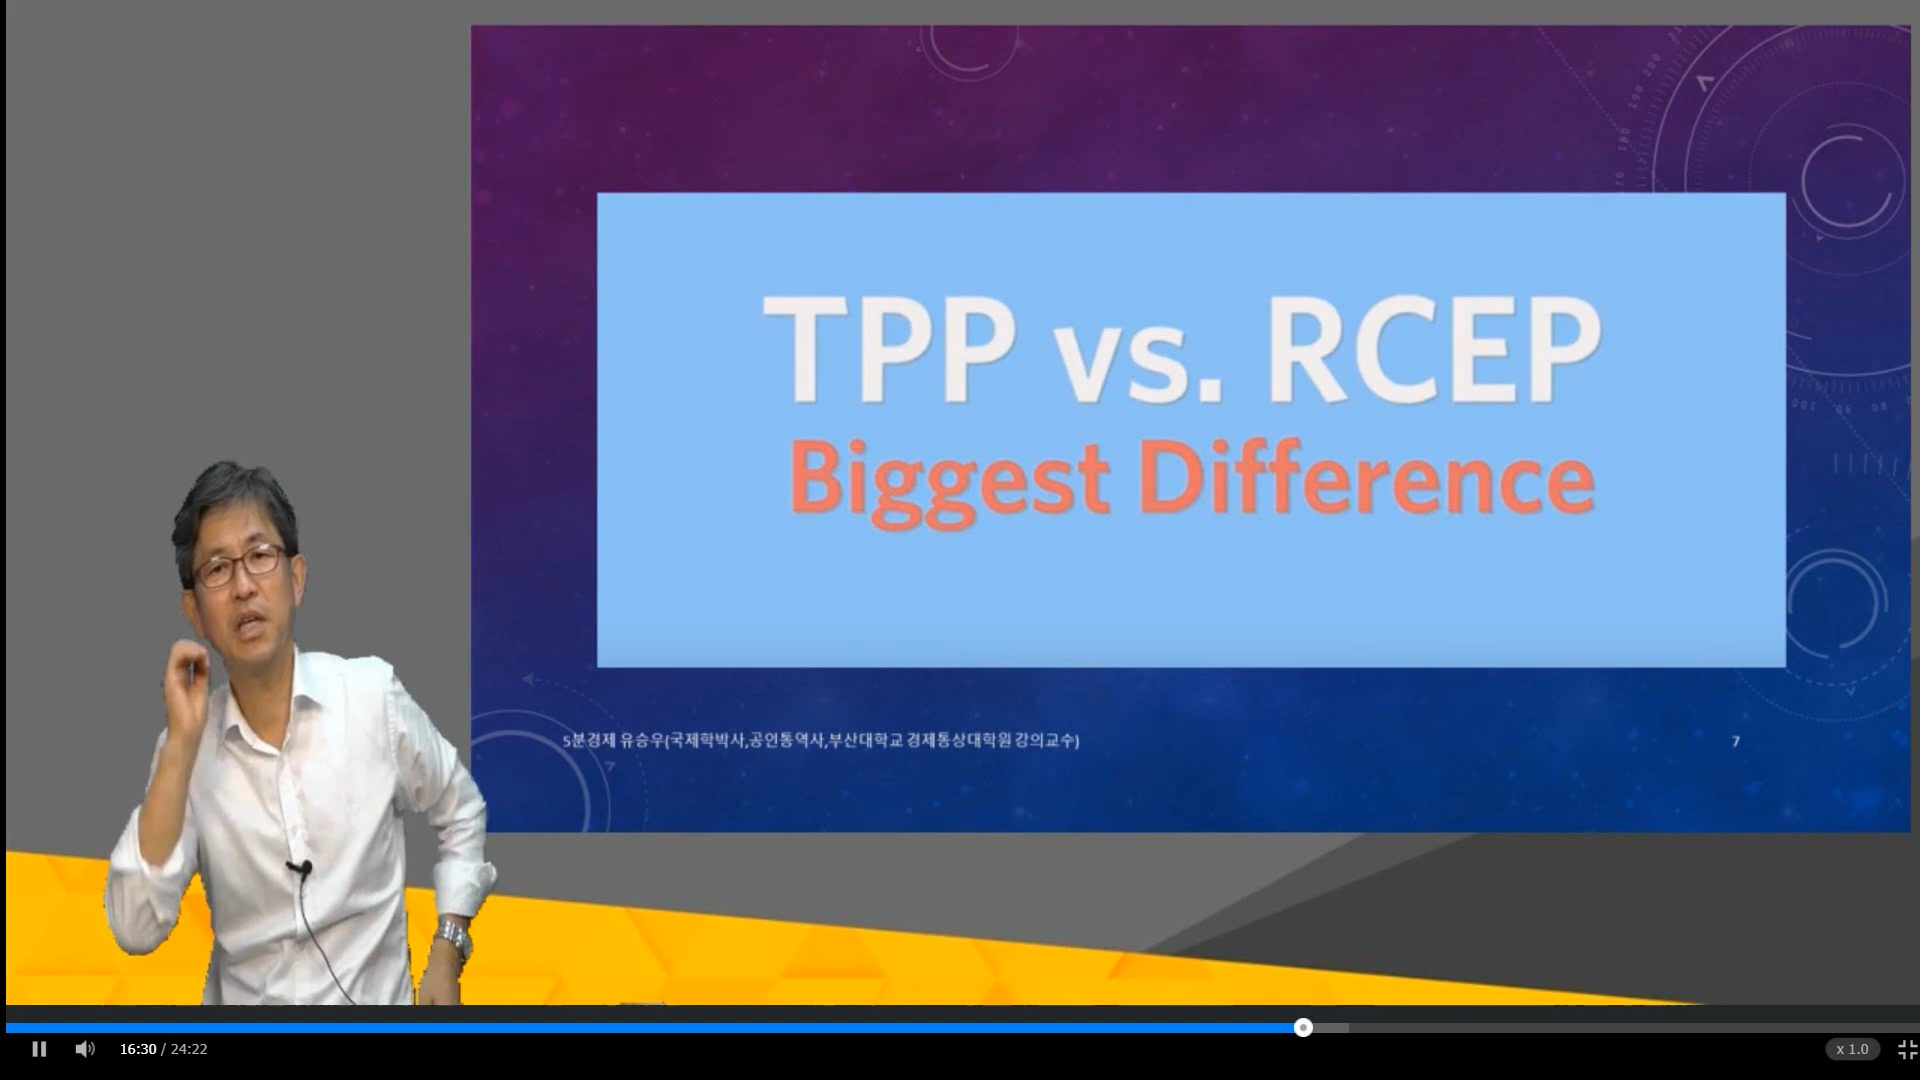 TPP vs. RCEP
Biggest Difference
5분경제 유승우(국제학박사,공인통역사,부산대학교 경제통상대학원 강의교수)
7
16:30 / 24:22
x 1.0